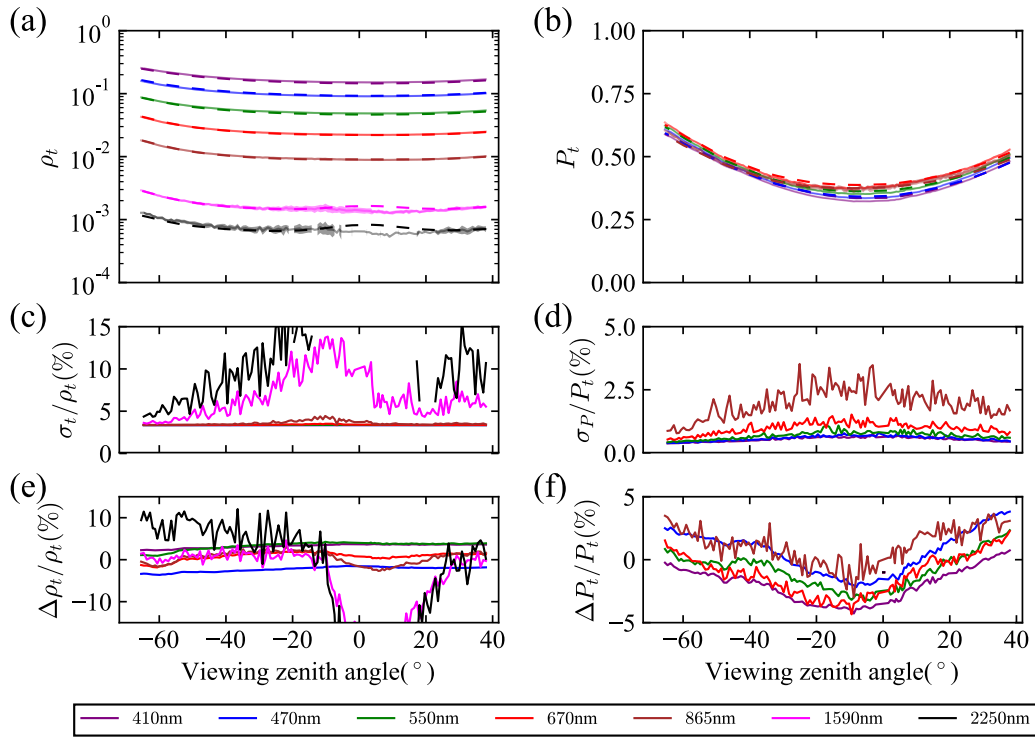 (a)
10^0
10^{-1}
10^{-2}
10^{-3}
10^{-4}
ρ_t
(b)
1.00
0.75
0.50
0.25
0.00
P_t
(c)
15
10
5
0
σ_t/ρ_t(%)
(d)
5.0
2.5
0.0
σ_P/P_t(%)
(e)
10
0
−10
Δρ_t/ρ_t(%)
−60 −40 −20 0 20 40
Viewing zenith angle(°)
(f)
5
0
−5
ΔP_t/P_t(%)
−60 −40 −20 0 20 40
Viewing zenith angle(°)
410nm 470nm 550nm 670nm 865nm 1590nm 2250nm